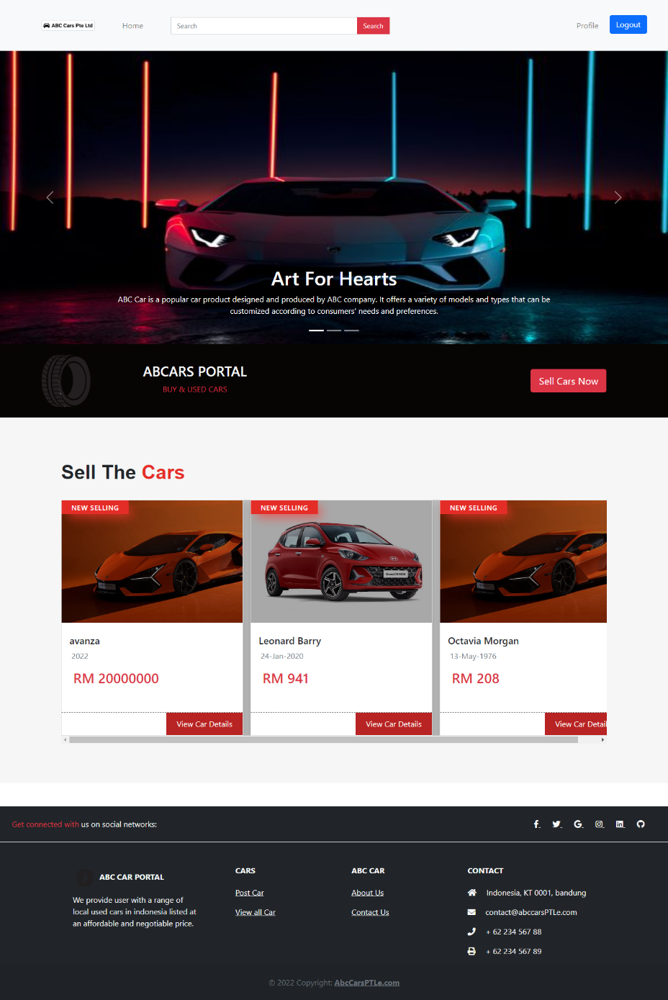 ABC Cars Pte Ltd
Home
Search
Search
Profile
Logout
Art For Hearts
ABC Car is a popular car product designed and produced by ABC company. It offers a variety of models and types that can be
customized according to consumers' needs and preferences.
ABCARS PORTAL
BUY & USED CARS
Sell Cars Now
Sell The Cars
NEW SELLING
NEW SELLING
NEW SELLING
avanza
2022
RM 20000000
View Car Details
Leonard Barry
24-Jan-2020
RM 941
View Car Details
Octavia Morgan
13-May-1976
RM 208
View Car Detail
Get connected with us on social networks:
ABC CAR PORTAL
We provide user with a range of
local used cars in indonesia listed at
an affordable and negotiable price.
CARS
Post Car
View all Car
ABC CAR
About Us
Contact Us
CONTACT
Indonesia, KT 0001, bandung
contact@abccarsPTLe.com
+ 62 234 567 88
+ 62 234 567 89
© 2022 Copyright: AbcCarsPTLe.com